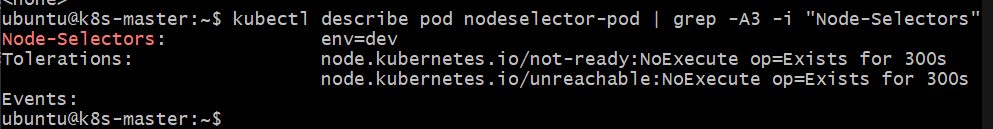 <none>
ubuntu@k8s-master:~$ kubectl describe pod nodeselector-pod | grep -A3 -i "Node-Selectors"
Node-Selectors:              env=dev
Tolerations:                 node.kubernetes.io/not-ready:NoExecute op=Exists for 300s
                             node.kubernetes.io/unreachable:NoExecute op=Exists for 300s
Events:
ubuntu@k8s-master:~$